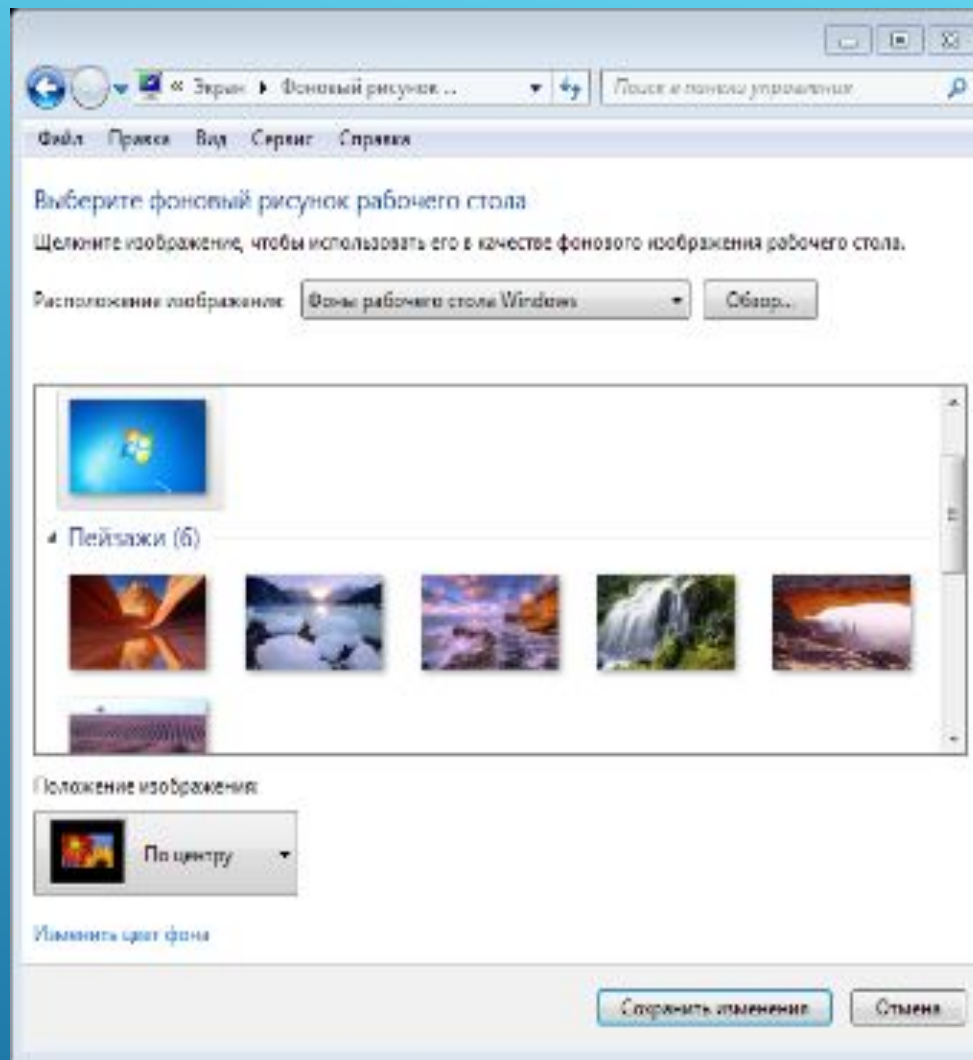 « Экран ▸ Фоновый рисунок ...
Поиск в панели управления
Файл Правка Вид Сервис Справка
Выберите фоновый рисунок рабочего стола
Щелкните изображение, чтобы использовать его в качестве фонового изображения рабочего стола.
Расположение изображения: Фоны рабочего стола Windows Обзор...
Пейзажи (6)
Положение изображения:
По центру
Изменить цвет фона
Сохранить изменения Отмена